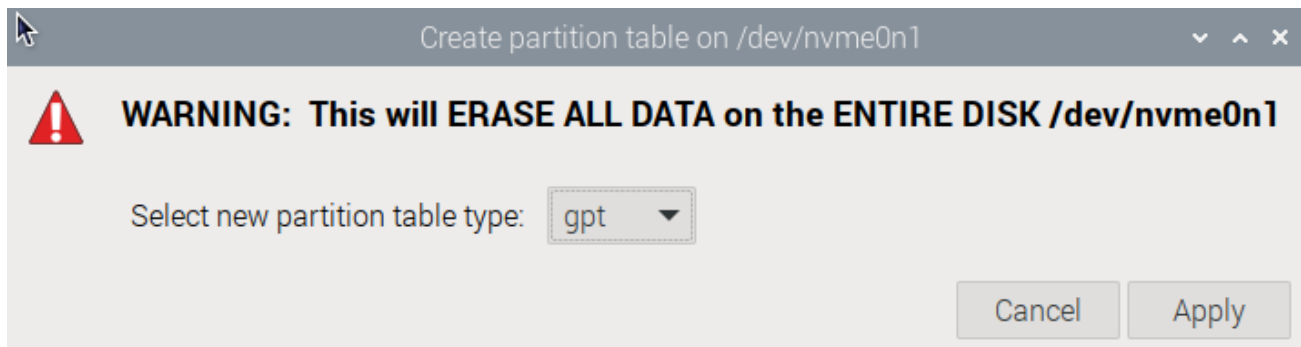 Create partition table on /dev/nvme0n1
WARNING: This will ERASE ALL DATA on the ENTIRE DISK /dev/nvme0n1
Select new partition table type: gpt
Cancel Apply